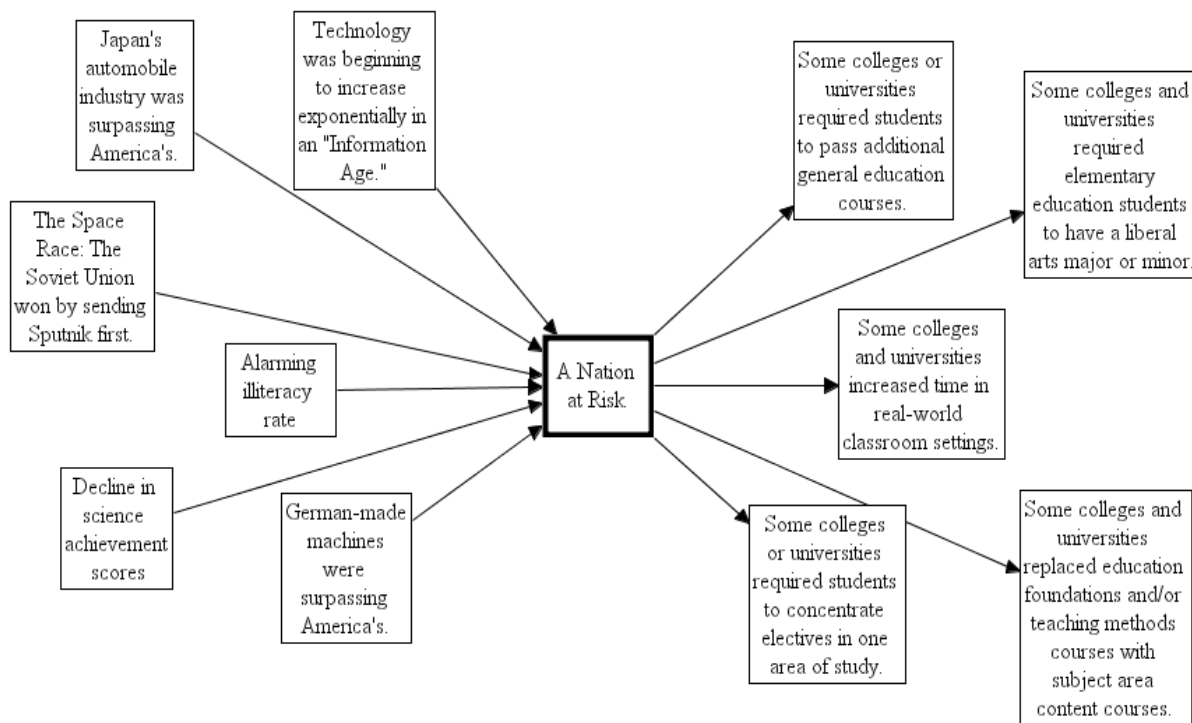 Japan's
automobile
industry was
surpassing
America's.
Technology
was beginning
to increase
exponentially in
an "Information
Age."
The Space
Race: The
Soviet Union
won by sending
Sputnik first.
Alarming
illiteracy
rate
Decline in
science
achievement
scores
German-made
machines
were
surpassing
America's.
A Nation
at Risk.
Some colleges or
universities
required students
to pass additional
general education
courses.
Some colleges and
universities
required
elementary
education students
to have a liberal
arts major or minor.
Some colleges
and universities
increased time in
real-world
classroom settings.
Some colleges
or universities
required students
to concentrate
electives in one
area of study.
Some colleges and
universities
replaced education
foundations and/or
teaching methods
courses with
subject area
content courses.